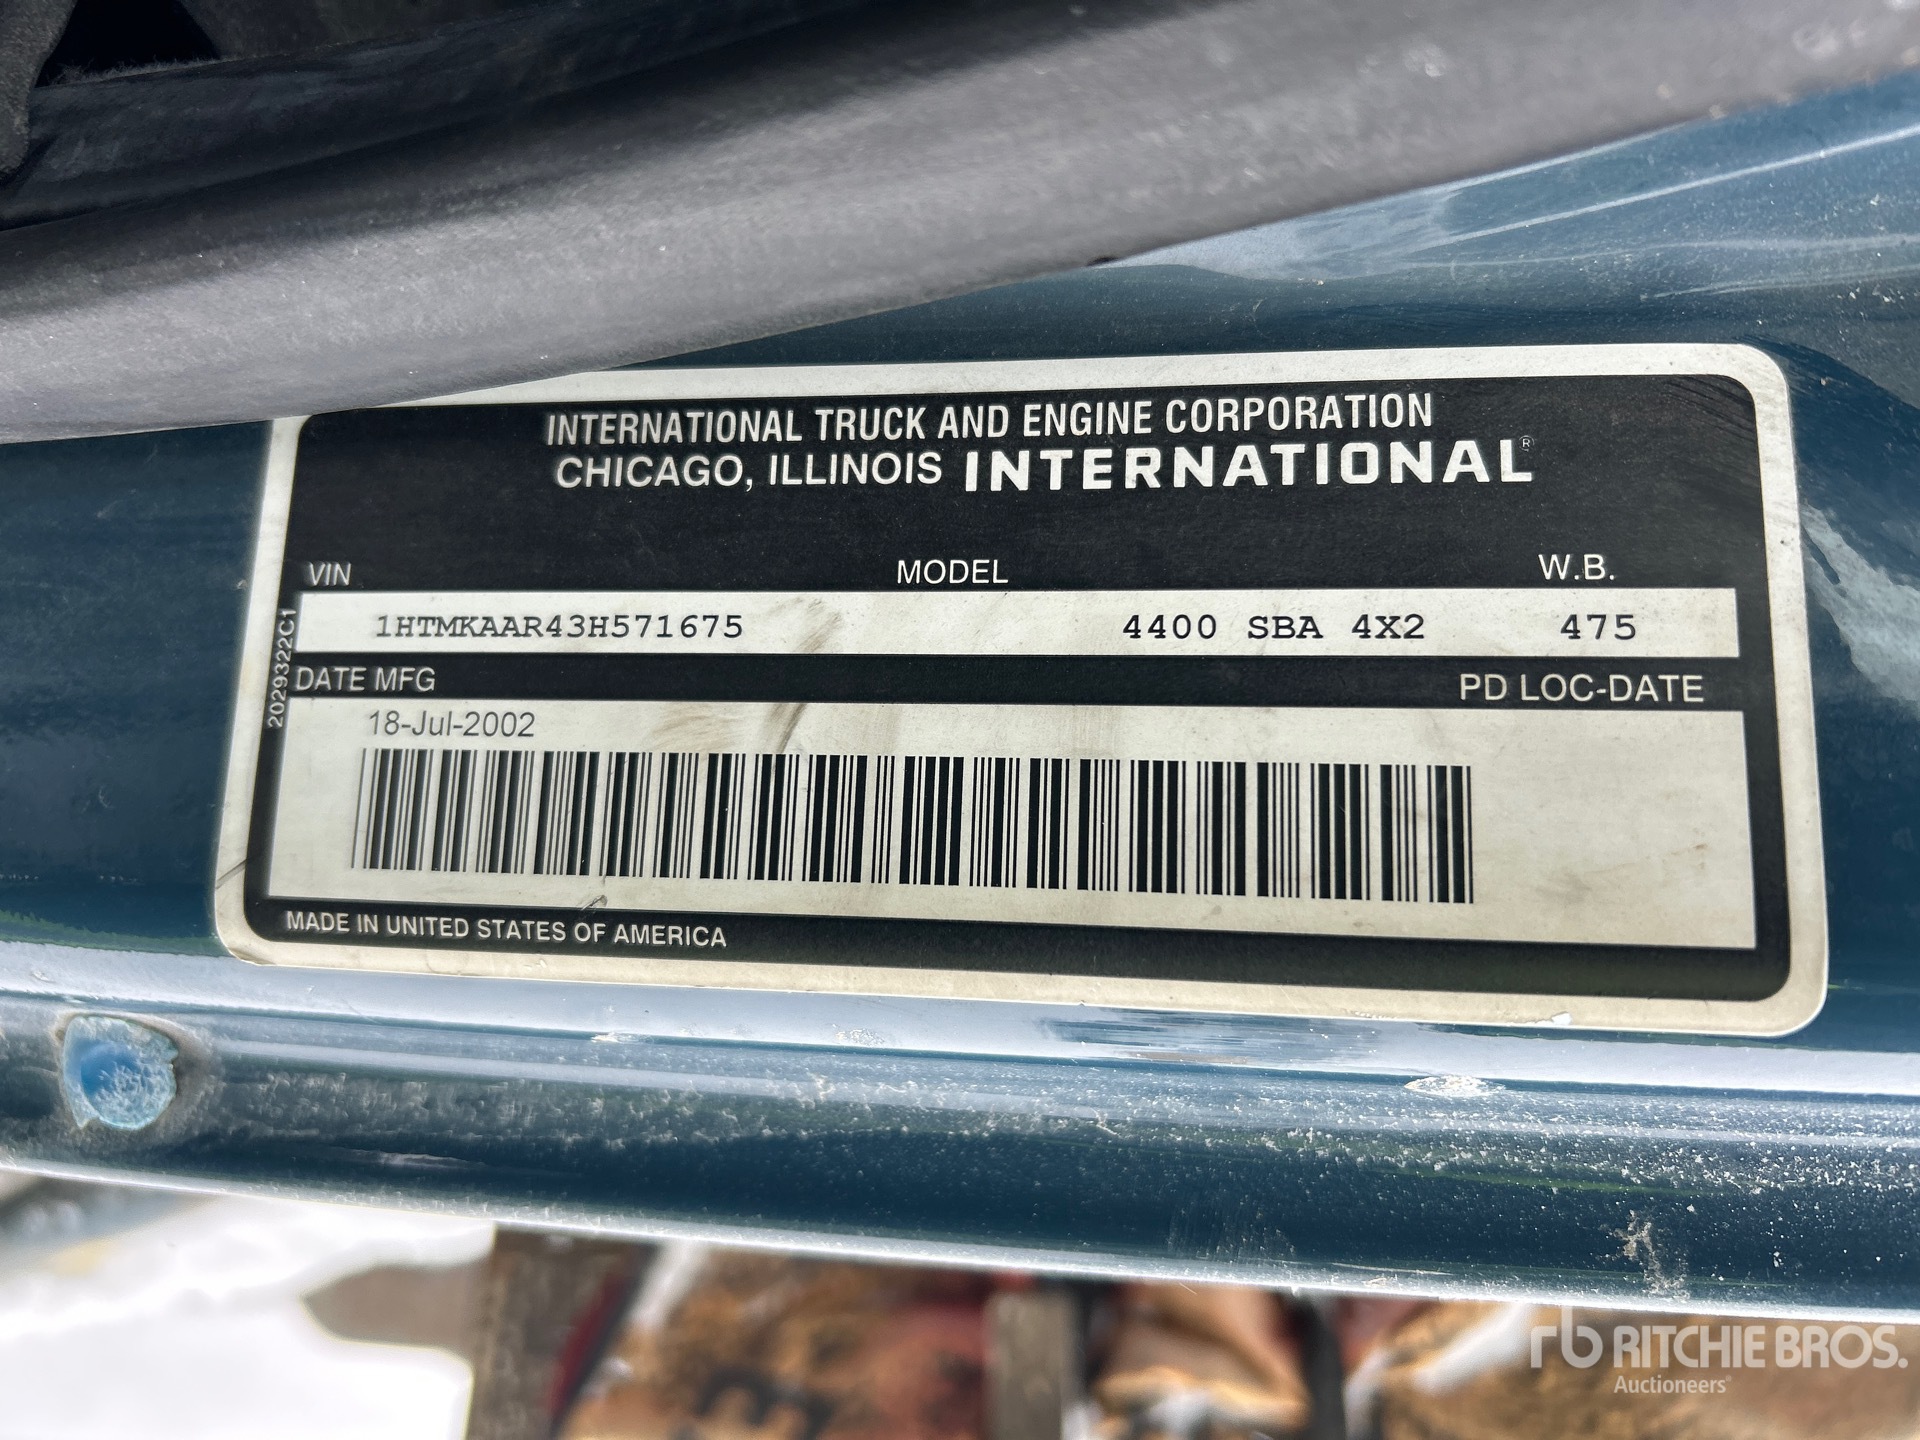 INTERNATIONAL TRUCK AND ENGINE CORPORATION
CHICAGO, ILLINOIS INTERNATIONAL®
VIN MODEL W.B.
1HTMKAAR43H571675 4400 SBA 4X2 475
2029322C1
DATE MFG PD LOC-DATE
18-Jul-2002
MADE IN UNITED STATES OF AMERICA
rb RITCHIE BROS.
Auctioneers